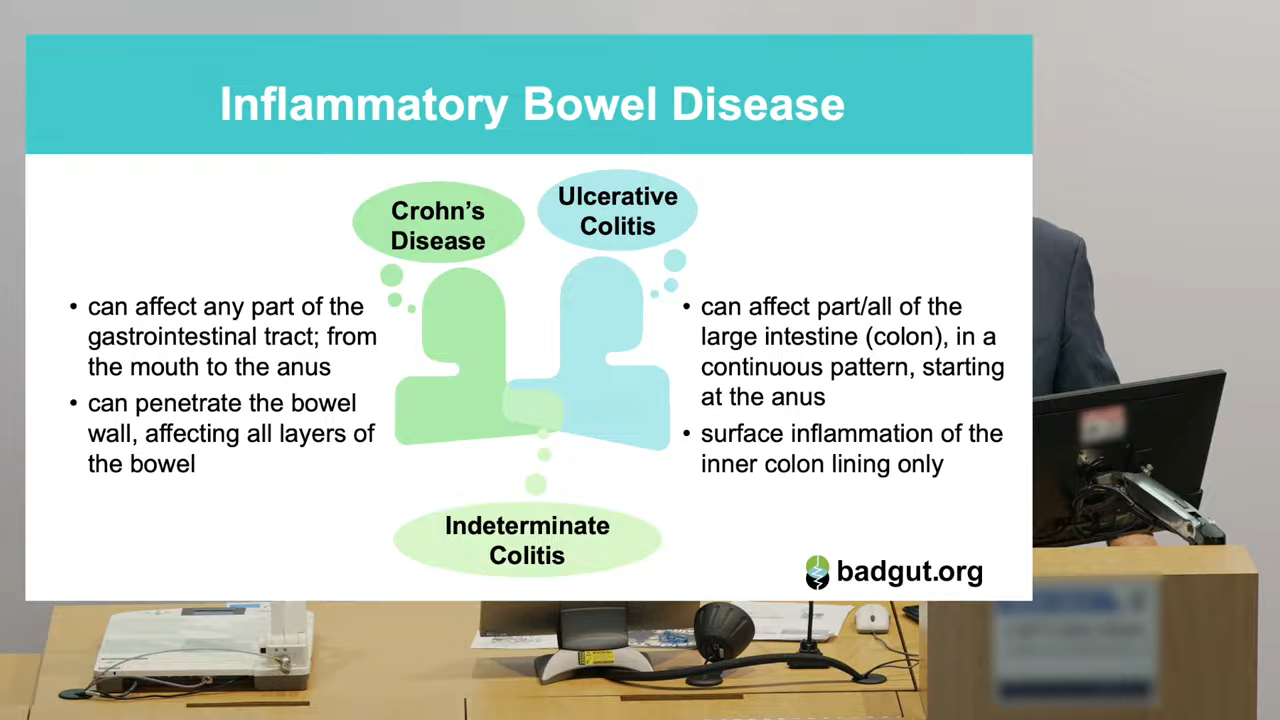 Inflammatory Bowel Disease
Crohn's
Disease
Ulcerative
Colitis
• can affect any part of the
gastrointestinal tract; from
the mouth to the anus
• can penetrate the bowel
wall, affecting all layers of
the bowel
• can affect part/all of the
large intestine (colon), in a
continuous pattern, starting
at the anus
• surface inflammation of the
inner colon lining only
Indeterminate
Colitis
badgut.org